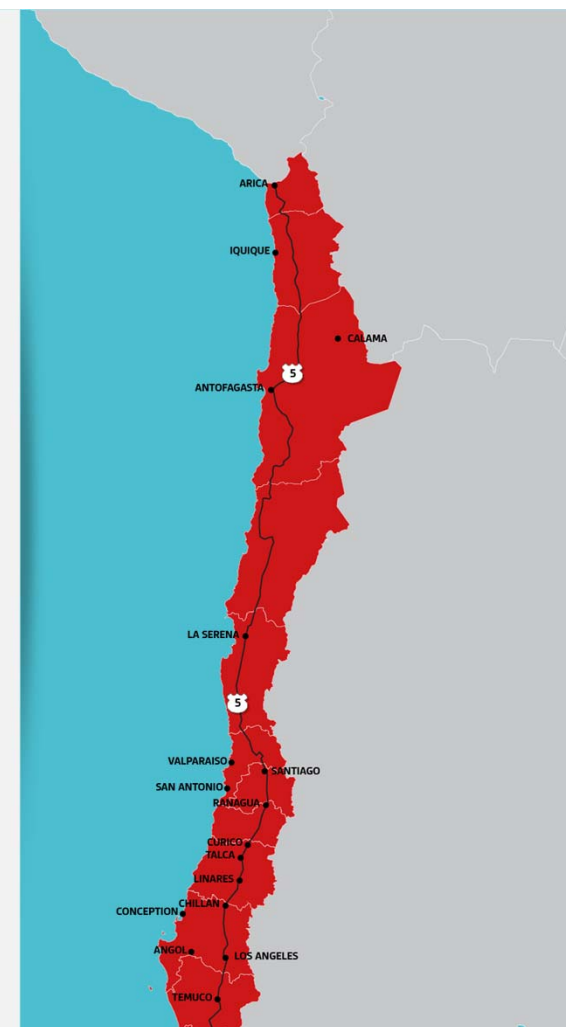 ARICA
IQUIQUE
CALAMA
5
ANTOFAGASTA
LA SERENA
5
VALPARAISO
SANTIAGO
SAN ANTONIO
RANAGUA
CURICO
TALCA
LINARES
CHILLAN
CONCEPTION
ANGOL
LOS ANGELES
TEMUCO